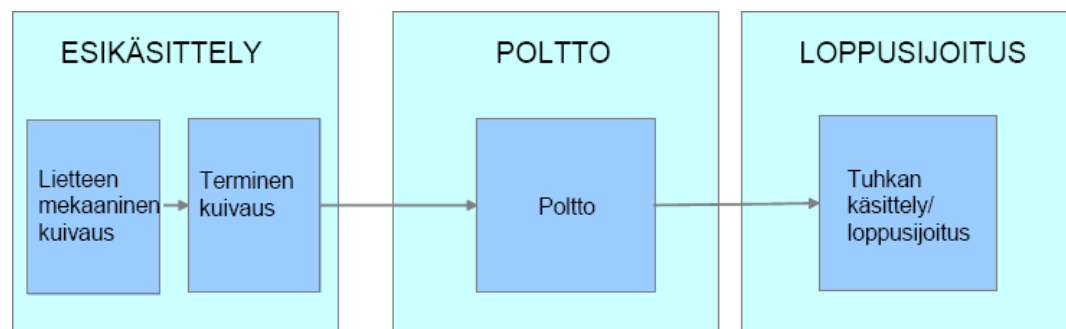 ESIKÄSITTELY
Lietteen
mekaaninen
kuivaus
Terminen
kuivaus
POLTTO
Poltto
LOPPUSIJOITUS
Tuhkan
käsittely/
loppusijoitus